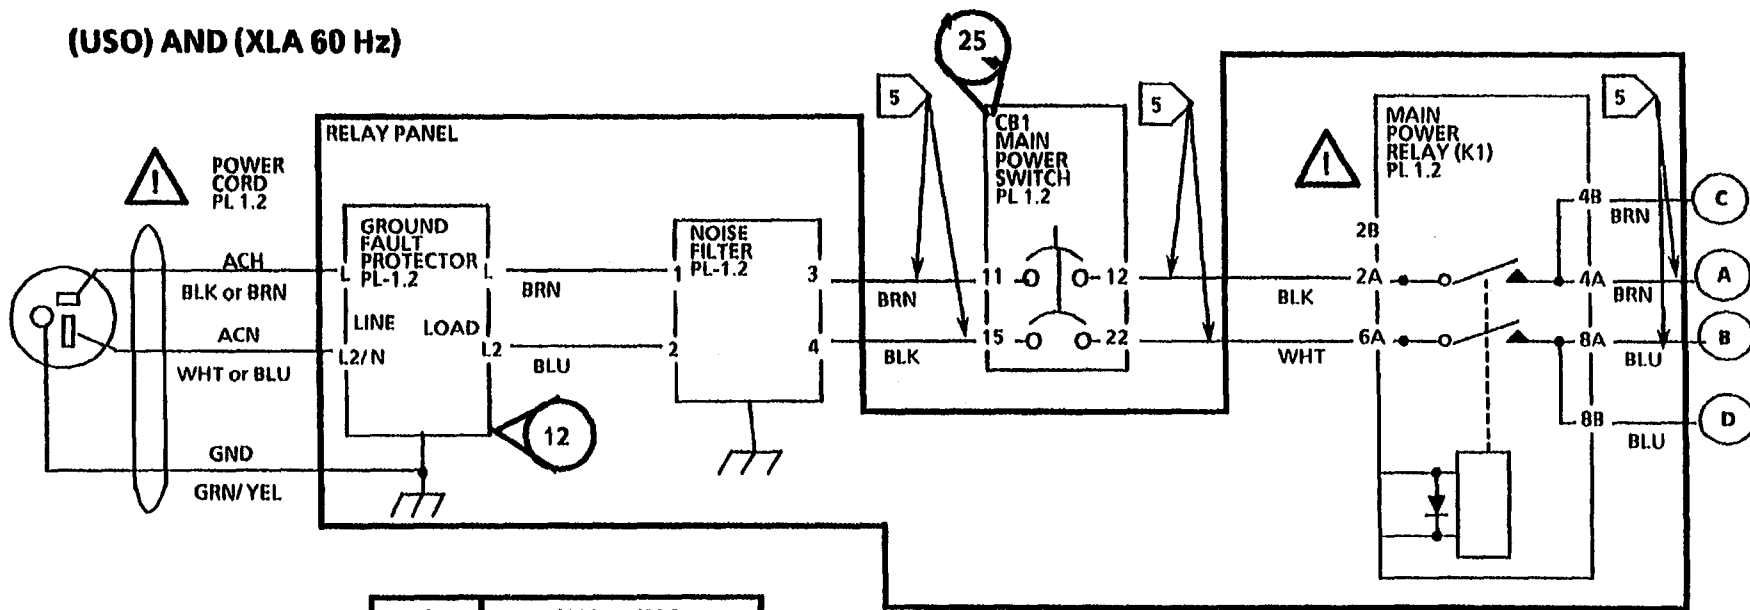 (USO) AND (XLA 60 Hz)
25
5
5
5
RELAY PANEL
CB1
MAIN
POWER
SWITCH
PL 1.2
MAIN
POWER
RELAY (K1)
PL 1.2
!
POWER
CORD
PL 1.2
!
GROUND
FAULT
PROTECTOR
PL-1.2
NOISE
FILTER
PL-1.2
4B
BRN
C
2B
ACH
BLK or BRN
L
L
BRN
1
3
BRN
11
12
BLK
2A
4A
BRN
A
LINE
LOAD
ACN
WHT or BLU
L2/N
L2
BLU
2
4
BLK
15
22
WHT
6A
8A
BLU
B
12
8B
BLU
D
GND
GRN/YEL